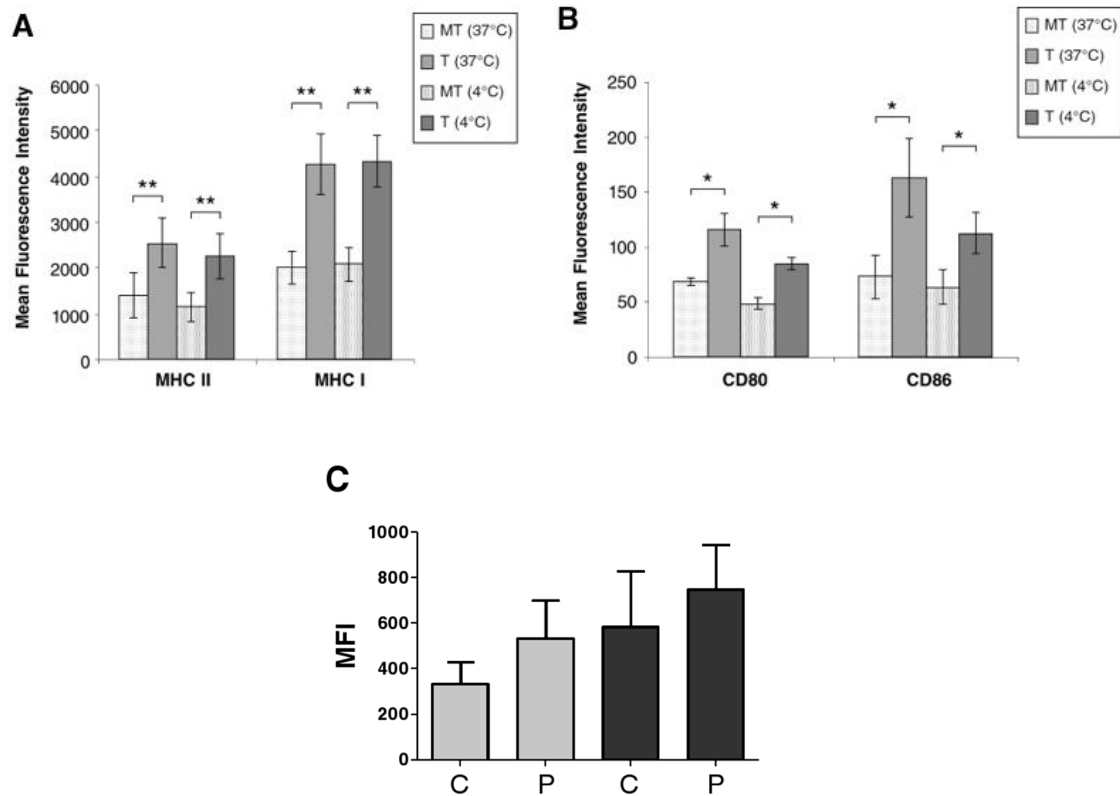 A
MT (37°C)
T (37°C)
MT (4°C)
T (4°C)
Mean Fluorescence Intensity
6000
5000
4000
3000
2000
1000
0
** ** ** **
MHC II MHC I
B
MT (37°C)
T (37°C)
MT (4°C)
T (4°C)
Mean Fluorescence Intensity
250
200
150
100
50
0
* * * *
CD80 CD86
C
MFI
1000
800
600
400
200
0
C P C P